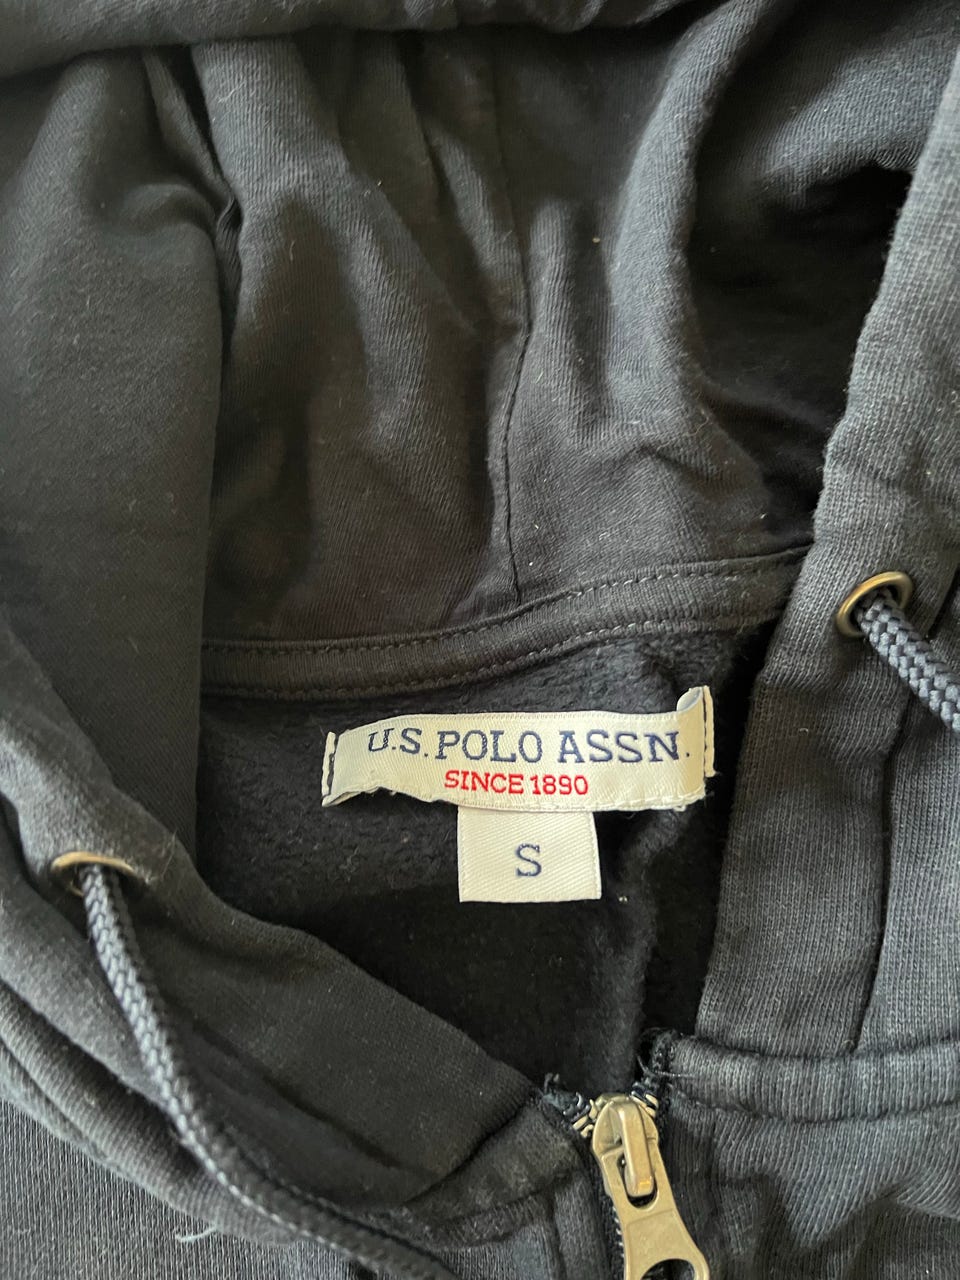 U.S. POLO ASSN.
SINCE 1890
S